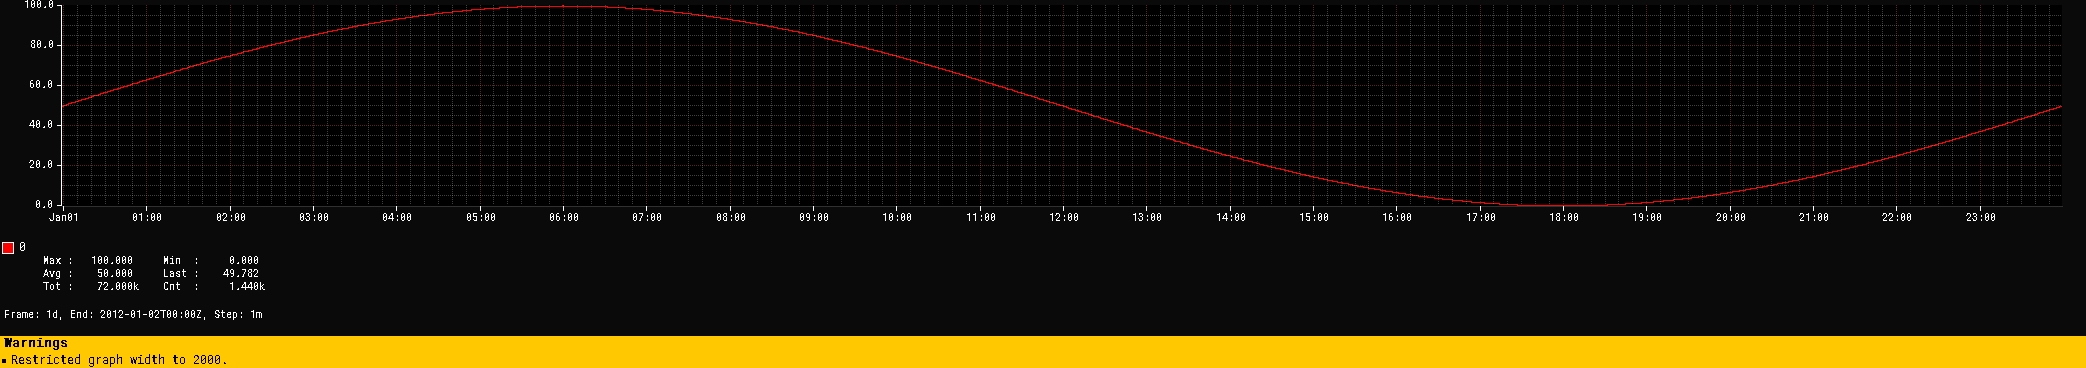 100.0
80.0
60.0
40.0
20.0
0.0
Jan01 01:00 02:00 03:00 04:00 05:00 06:00 07:00 08:00 09:00 10:00 11:00 12:00 13:00 14:00 15:00 16:00 17:00 18:00 19:00 20:00 21:00 22:00 23:00
0
Max : 100.000 Min : 0.000
Avg : 50.000 Last : 49.782
Tot : 72.000k Cnt : 1.440k
Frame: 1d, End: 2012-01-02T00:00Z, Step: 1m
Warnings
▪ Restricted graph width to 2000.